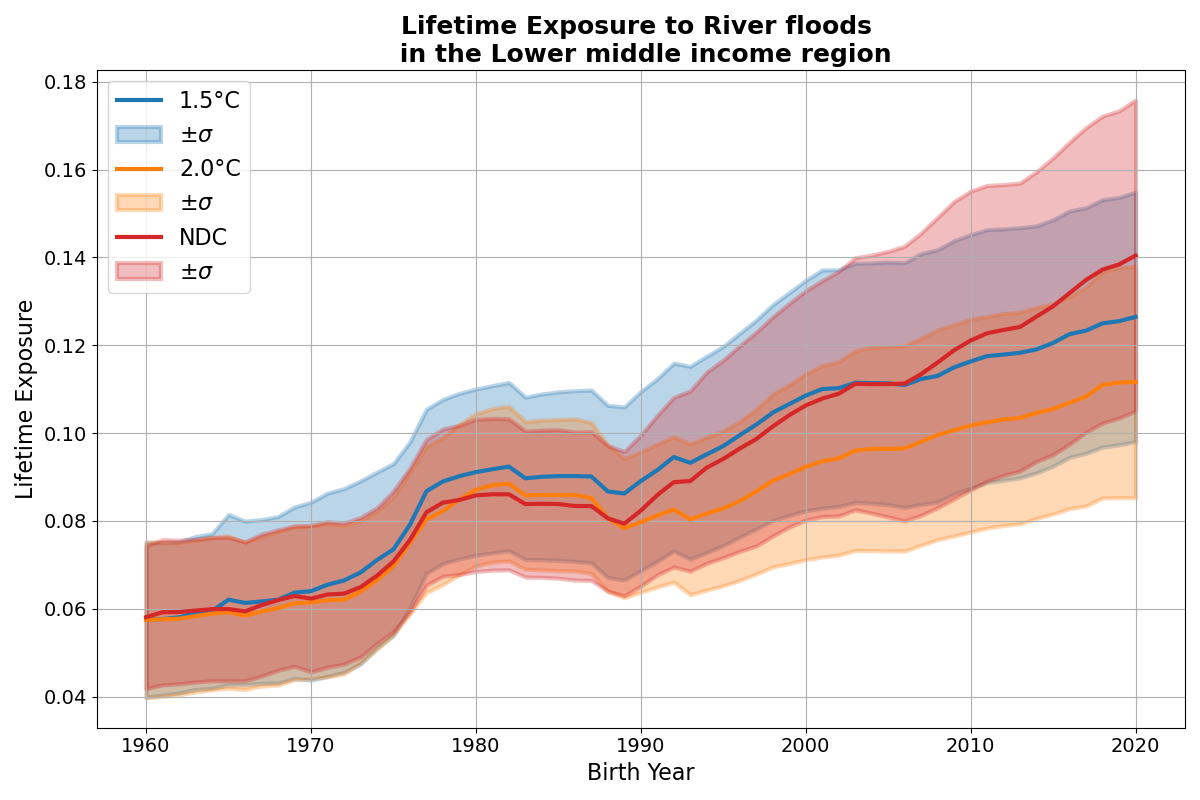 Lifetime Exposure to River floods
in the Lower middle income region
0.18
0.16
0.14
0.12
0.10
0.08
0.06
0.04
Lifetime Exposure
1.5°C
±σ
2.0°C
±σ
NDC
±σ
1960
1970
1980
1990
2000
2010
2020
Birth Year